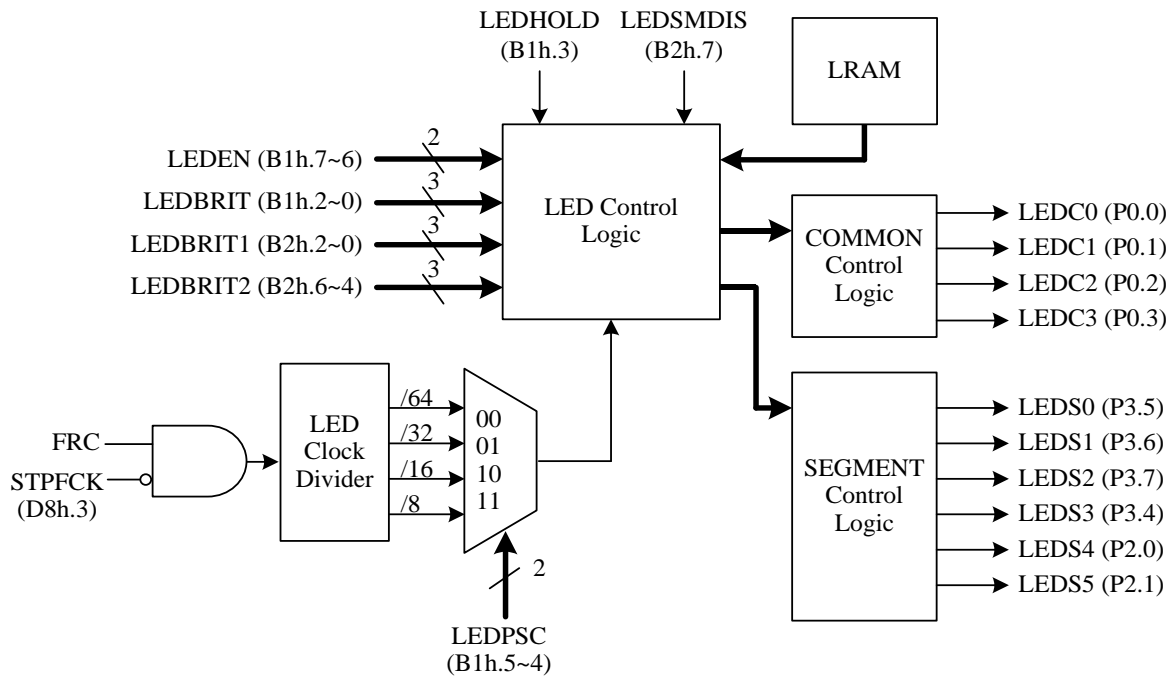 LEDHOLD
(B1h.3)
LEDSMDIS
(B2h.7)
LRAM
LEDEN (B1h.7~6)
2
LEDBRIT (B1h.2~0)
3
LEDBRIT1 (B2h.2~0)
3
LEDBRIT2 (B2h.6~4)
3
LED Control
Logic
COMMON
Control
Logic
LEDC0 (P0.0)
LEDC1 (P0.1)
LEDC2 (P0.2)
LEDC3 (P0.3)
FRC
STPFCK
(D8h.3)
LED
Clock
Divider
/64
/32
/16
/8
00
01
10
11
2
LEDPSC
(B1h.5~4)
SEGMENT
Control
Logic
LEDS0 (P3.5)
LEDS1 (P3.6)
LEDS2 (P3.7)
LEDS3 (P3.4)
LEDS4 (P2.0)
LEDS5 (P2.1)